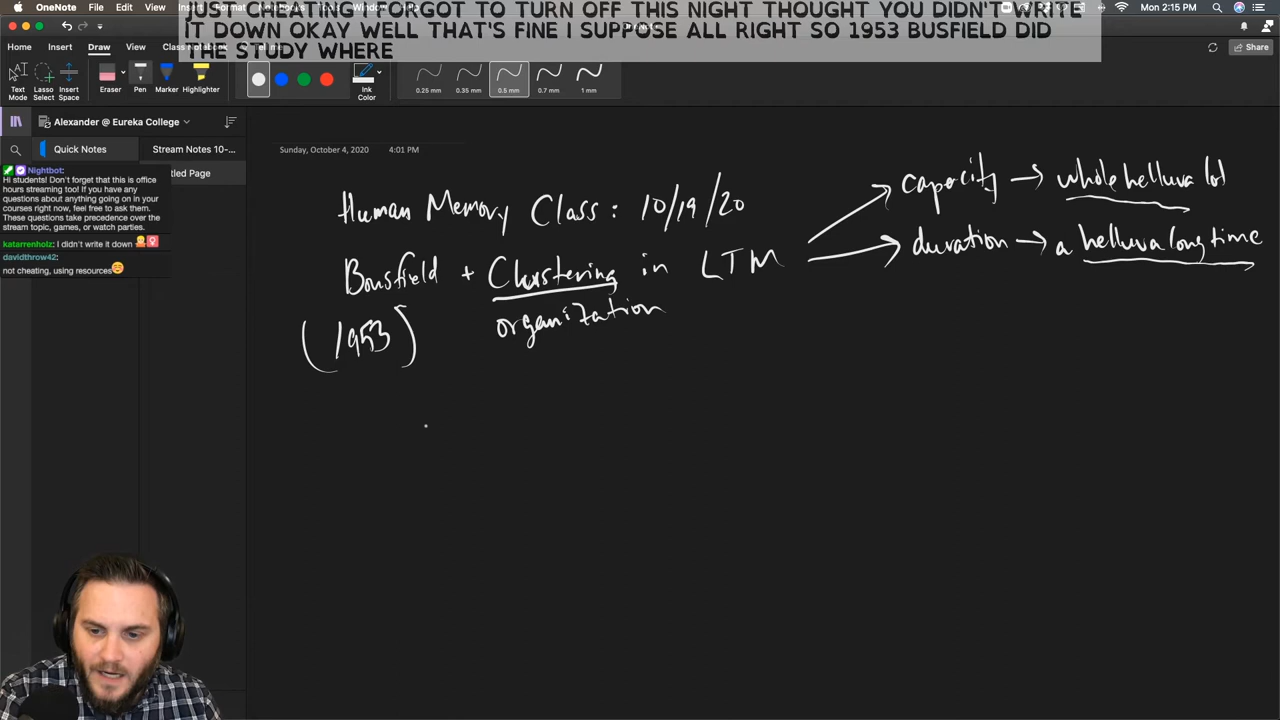 JUST CHEATING I FORGOT TO TURN OFF THIS NIGHT THOUGHT YOU DIDN'T WRITE
IT DOWN OKAY WELL THAT'S FINE I SUPPOSE ALL RIGHT SO 1953 BUSFIELD DID
THE STUDY WHERE
OneNote File Edit View Insert Format Notebooks Window Help
Mon 2:15 PM
Home Insert Draw View
Share
Text Mode
Lasso Select
Insert Space
Eraser
Pen
Marker
Highlighter
Ink Color
0.25 mm
0.35 mm
0.5 mm
0.7 mm
1 mm
Alexander @ Eureka College
Quick Notes
Stream Notes 10-...
tled Page
Nightbot:
Hi students! Don't forget that this is office
hours streaming too! If you have any
questions about anything going on in your
courses right now, feel free to ask them.
These questions take precedence over the
stream topic, games, or watch parties.
katarrenholz: I didn't write it down
davidthrow42:
not cheating, using resources
Sunday, October 4, 2020 4:01 PM
Human Memory Class: 10/19/20
Bousfield + Clustering in LTM
(1953)
organization
capacity → whole helluva lot
duration → a helluva long time